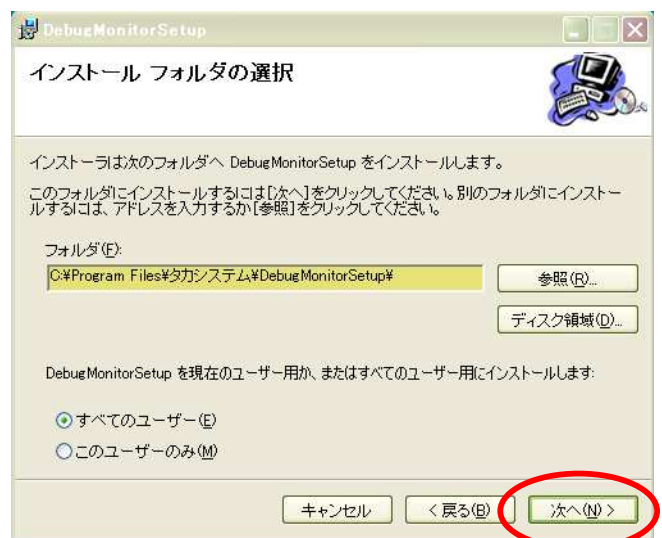 DebugMonitorSetup
インストール フォルダの選択
インストーラは次のフォルダへ DebugMonitorSetup をインストールします。
このフォルダにインストールするには[次へ]をクリックしてください。別のフォルダにインストー
ルするには、アドレスを入力するか[参照]をクリックしてください。
フォルダ(F):
C:¥Program Files¥タカシステム¥DebugMonitorSetup¥
参照(R)...
ディスク領域(D)...
DebugMonitorSetup を現在のユーザー用か、またはすべてのユーザー用にインストールします:
すべてのユーザー(E)
このユーザーのみ(M)
キャンセル
< 戻る(B)
次へ(N) >